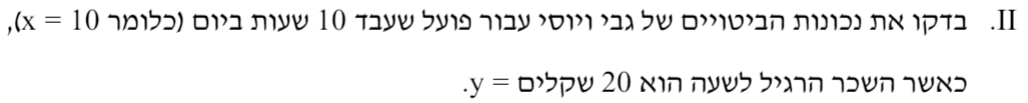 II. בדקו את נכונות הביטויים של גבי ויוסי עבור פועל שעבד 10 שעות ביום (כלומר x = 10),
כאשר השכר הרגיל לשעה הוא 20 שקלים = y.